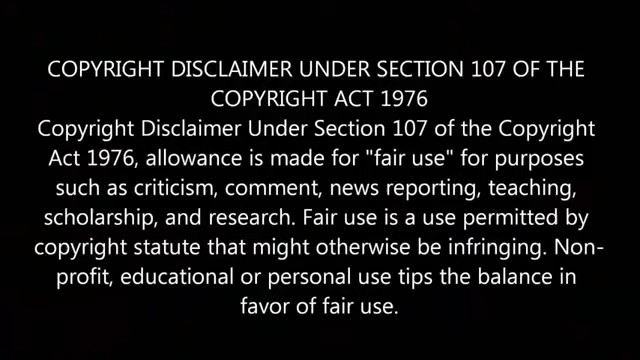 COPYRIGHT DISCLAIMER UNDER SECTION 107 OF THE
COPYRIGHT ACT 1976
Copyright Disclaimer Under Section 107 of the Copyright
Act 1976, allowance is made for "fair use" for purposes
such as criticism, comment, news reporting, teaching,
scholarship, and research. Fair use is a use permitted by
copyright statute that might otherwise be infringing. Non-
profit, educational or personal use tips the balance in
favor of fair use.